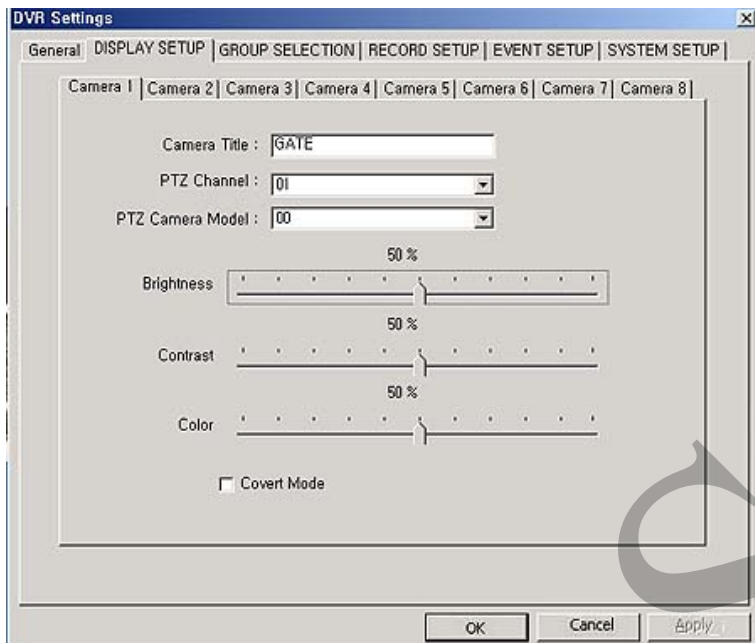 DVR Settings
General DISPLAY SETUP GROUP SELECTION RECORD SETUP EVENT SETUP SYSTEM SETUP
Camera 1 Camera 2 Camera 3 Camera 4 Camera 5 Camera 6 Camera 7 Camera 8
Camera Title : GATE
PTZ Channel : 01
PTZ Camera Model : 00
50 %
Brightness
50 %
Contrast
50 %
Color
Covert Mode
OK Cancel Apply